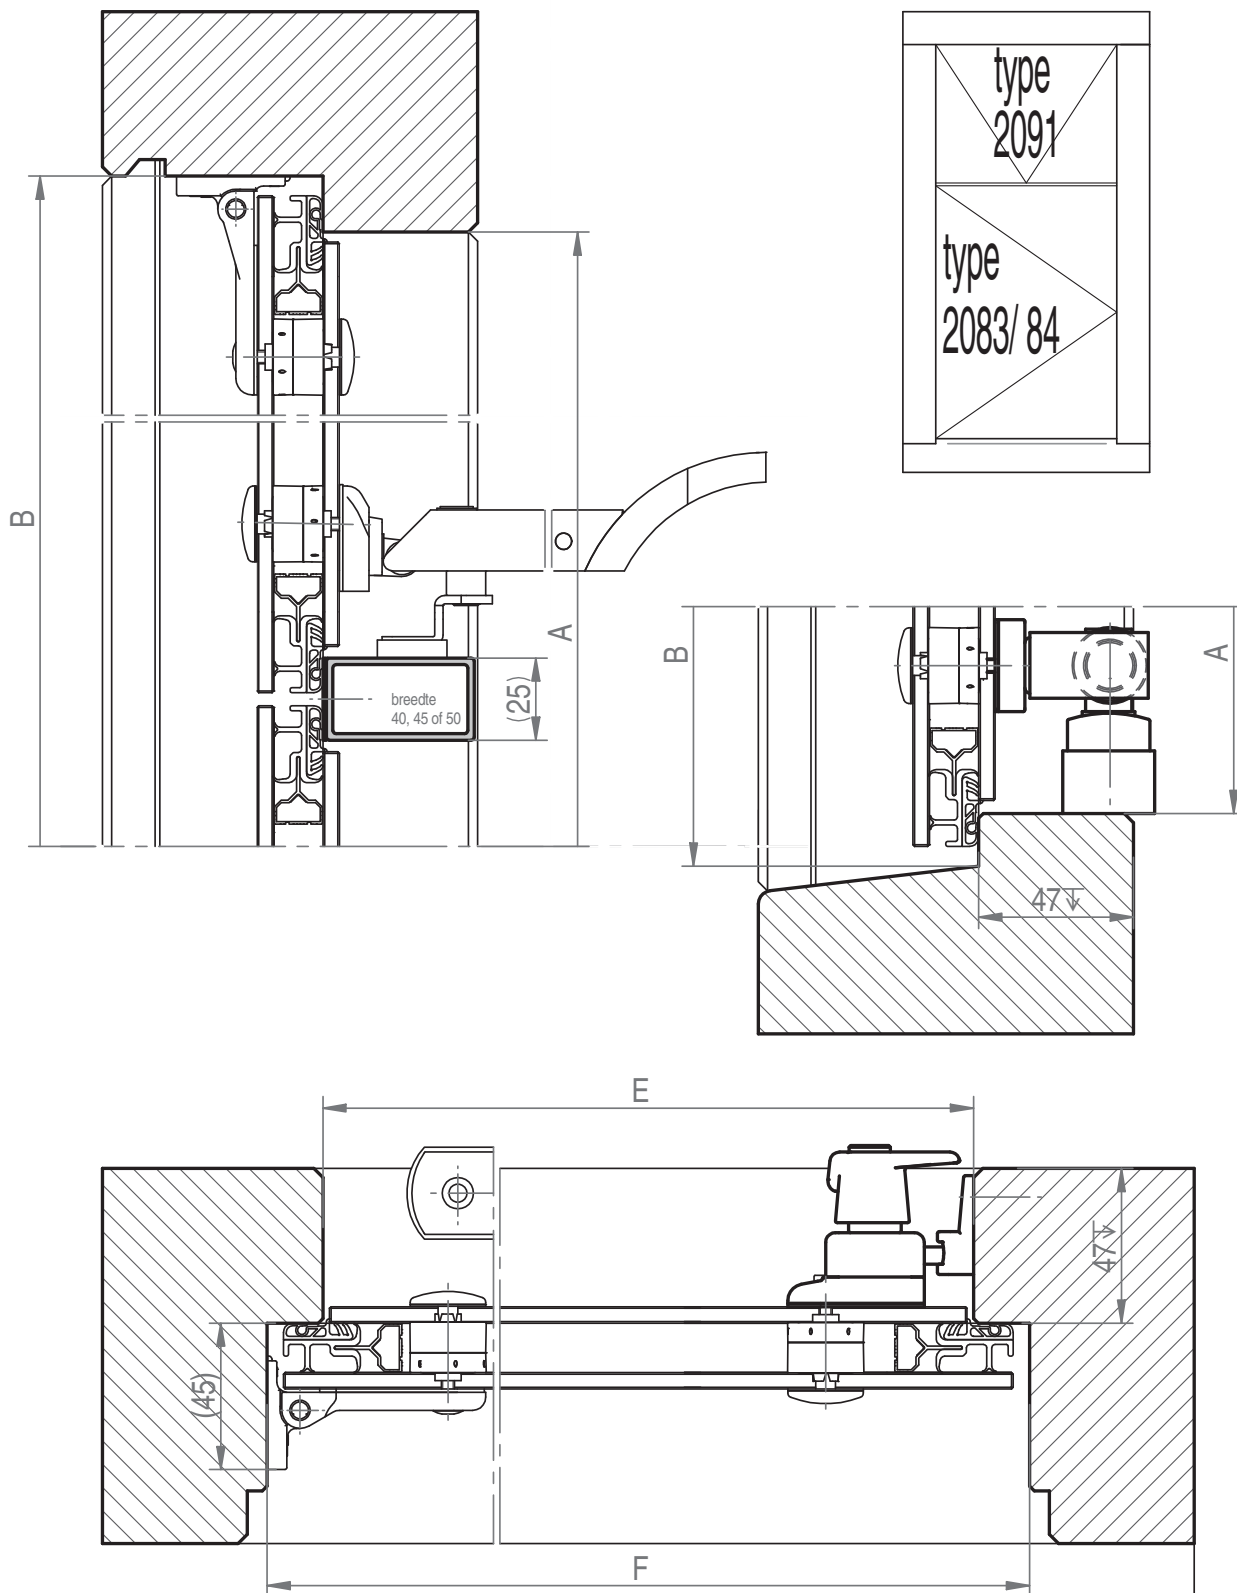 type
2091
type
2083/ 84
B
A
breedte
40, 45 of 50
(25)
B
A
47
E
47
(45)
F